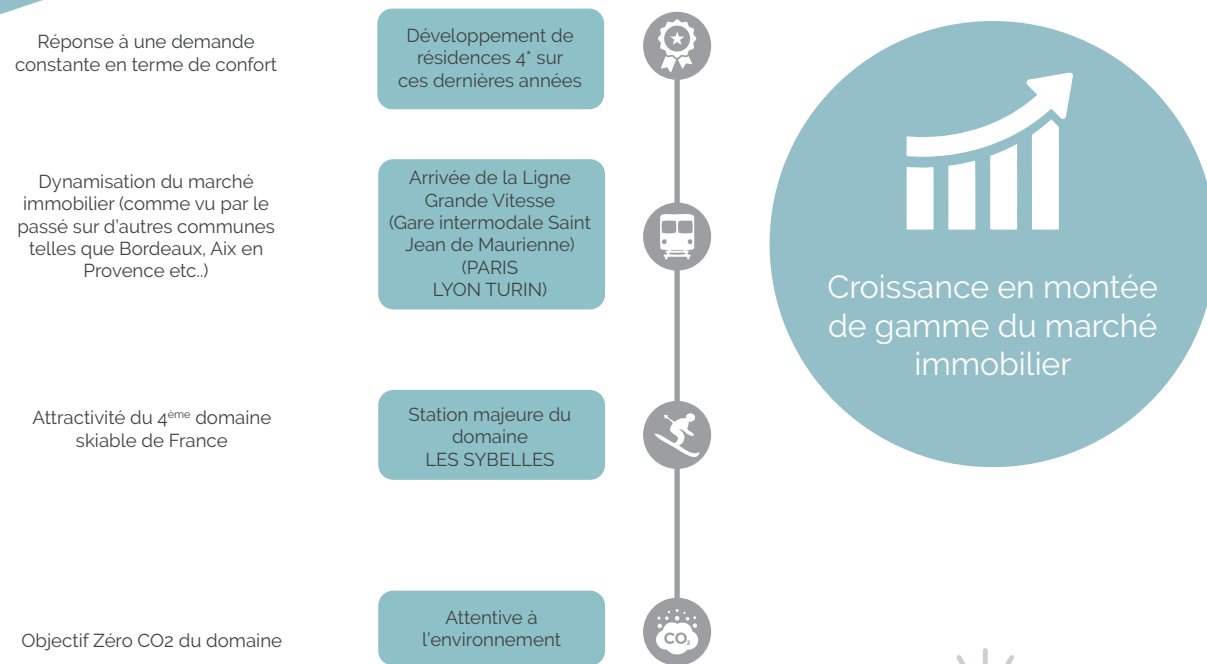 Réponse à une demande
constante en terme de confort
Développement de
résidences 4* sur
ces dernières années
Dynamisation du marché
immobilier (comme vu par le
passé sur d'autres communes
telles que Bordeaux, Aix en
Provence etc..)
Arrivée de la Ligne
Grande Vitesse
(Gare intermodale Saint
Jean de Maurienne)
(PARIS
LYON TURIN)
Attractivité du 4ème domaine
skiable de France
Station majeure du
domaine
LES SYBELLES
Objectif Zéro CO2 du domaine
Attentive à
l'environnement
CO2
Croissance en montée
de gamme du marché
immobilier